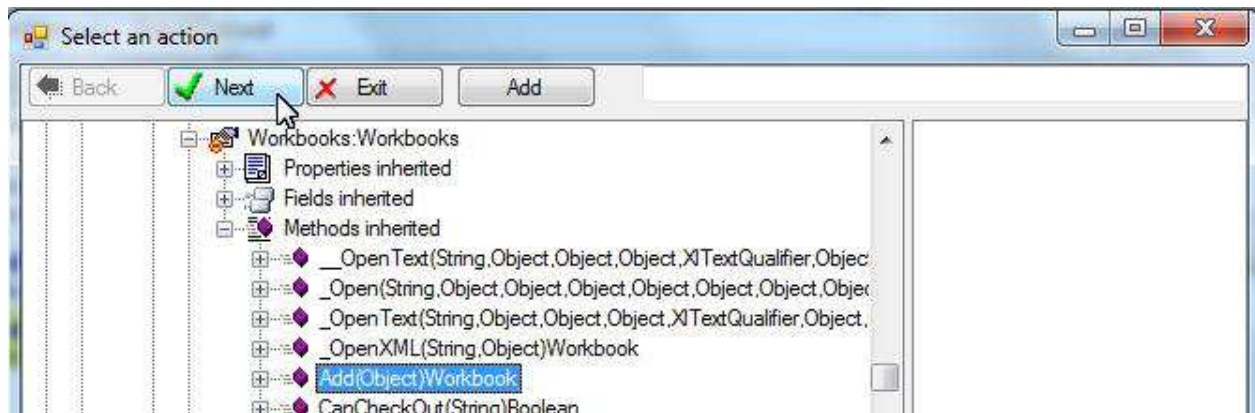 Select an action
Back Next Exit Add
Workbooks:Workbooks
Properties inherited
Fields inherited
Methods inherited
__OpenText(String,Object,Object,Object,XlTextQualifier,Objec
_Open(String,Object,Object,Object,Object,Object,Object,Objec
_OpenText(String,Object,Object,Object,XlTextQualifier,Object,
_OpenXML(String,Object)Workbook
Add(Object)Workbook
CanCheckOut(String)Boolean